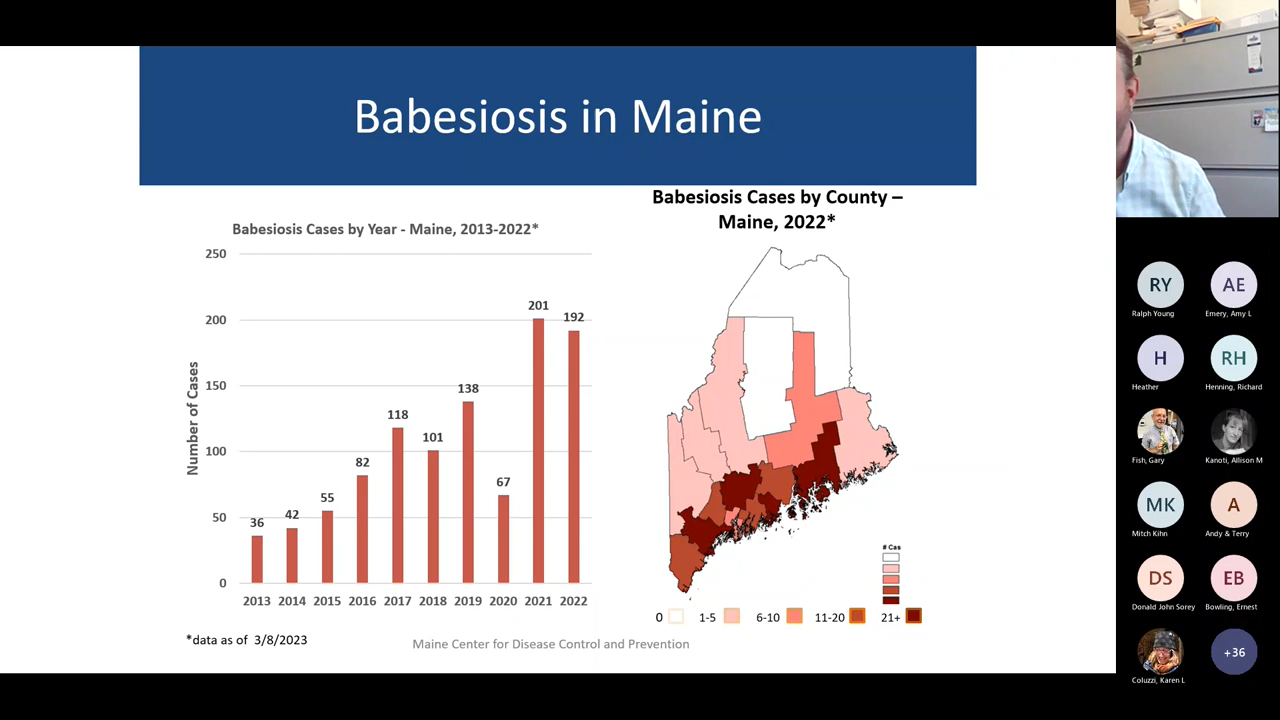 Babesiosis in Maine
Babesiosis Cases by Year - Maine, 2013-2022*
250
200
150
100
50
0
Number of Cases
36
42
55
82
118
101
138
67
201
192
2013 2014 2015 2016 2017 2018 2019 2020 2021 2022
*data as of 3/8/2023
Babesiosis Cases by County –
Maine, 2022*
# Cas
0 1-5 6-10 11-20 21+
Maine Center for Disease Control and Prevention
RY AE
Ralph Young Emery, Amy L
H RH
Heather Henning, Richard
Fish, Gary Kanoti, Allison M
MK A
Mitch Kihn Andy & Terry
DS EB
Donald John Sorey Bowling, Ernest
+36
Coluzzi, Karen L